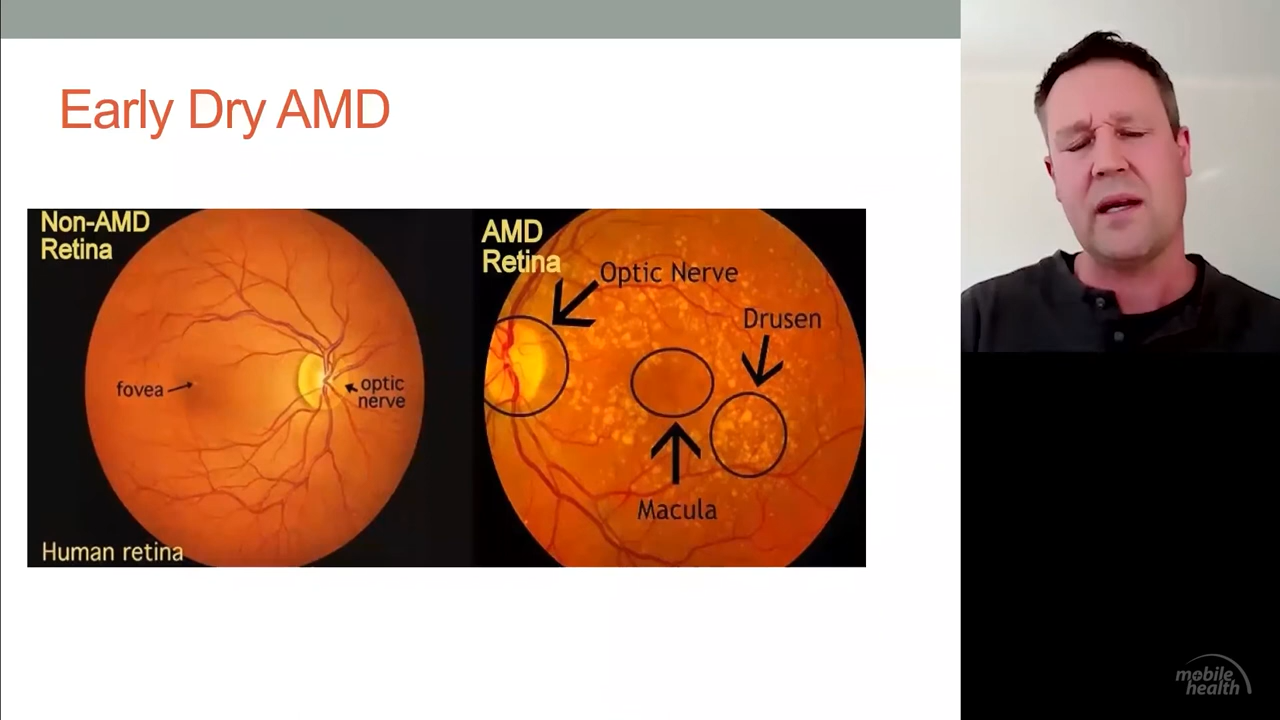 Early Dry AMD
Non-AMD
Retina
fovea
optic
nerve
Human retina
AMD
Retina
Optic Nerve
Drusen
Macula
mobile
health